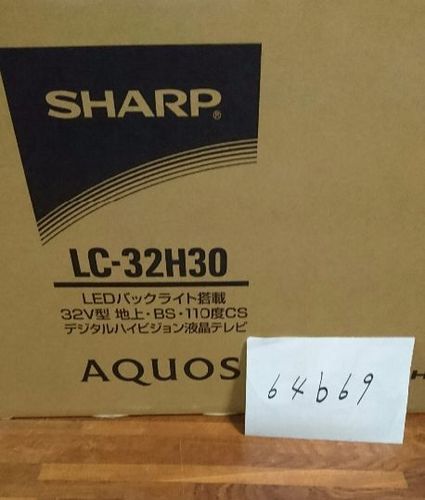 SHARP®
LC-32H30
LEDバックライト搭載
32V型 地上・BS・110度CS
デジタルハイビジョン液晶テレビ
AQUOS
64b69